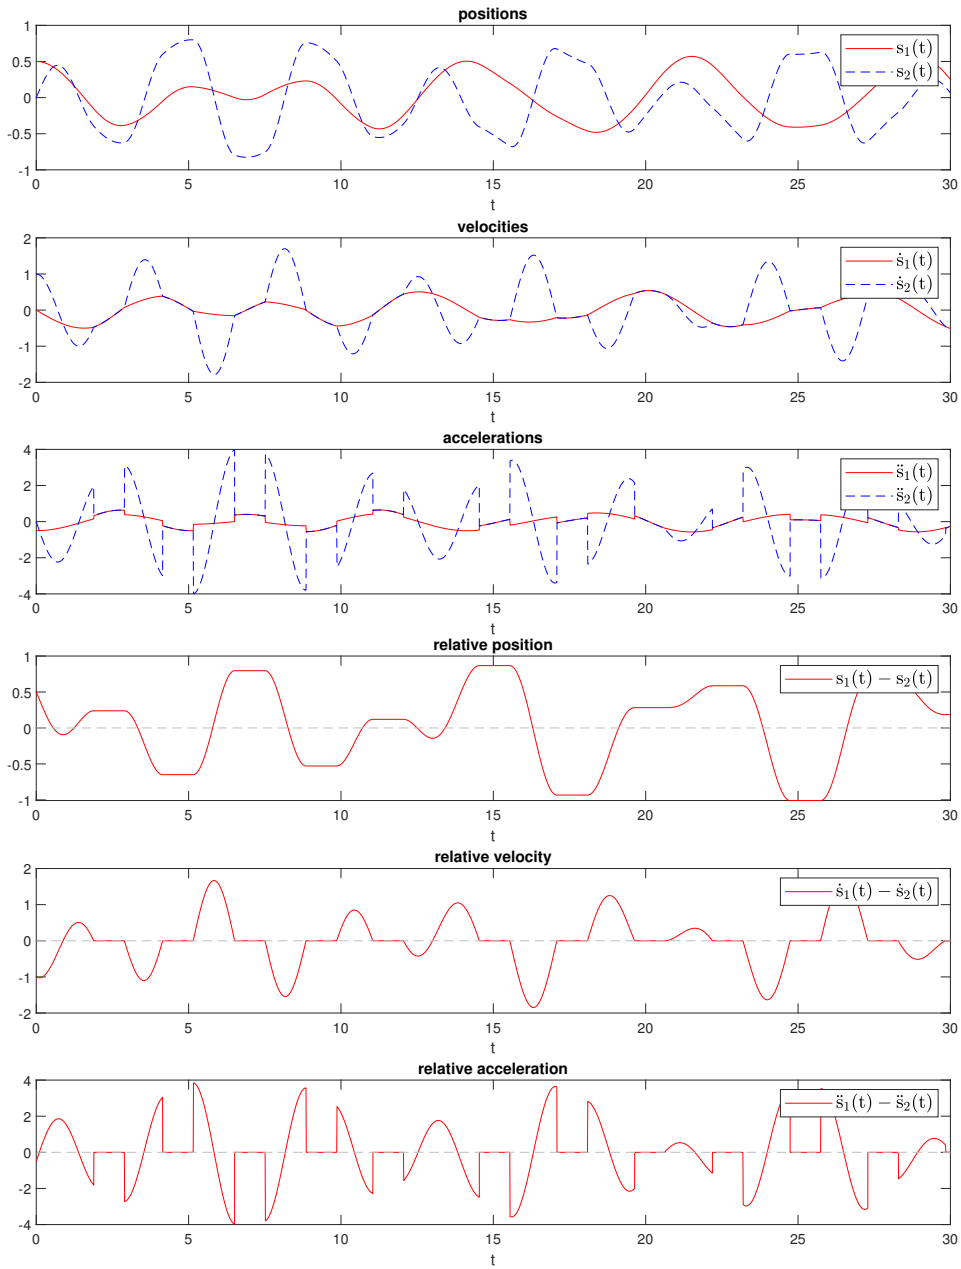 positions
1
0.5
0
-0.5
-1
s₁(t)
s₂(t)
0 5 10 15 20 25 30
t
velocities
2
1
0
-1
-2
ṡ₁(t)
ṡ₂(t)
0 5 10 15 20 25 30
t
accelerations
4
2
0
-2
-4
s̈₁(t)
s̈₂(t)
0 5 10 15 20 25 30
t
relative position
1
0.5
0
-0.5
-1
s₁(t) − s₂(t)
0 5 10 15 20 25 30
t
relative velocity
2
1
0
-1
-2
ṡ₁(t) − ṡ₂(t)
0 5 10 15 20 25 30
t
relative acceleration
4
2
0
-2
-4
s̈₁(t) − s̈₂(t)
0 5 10 15 20 25 30
t